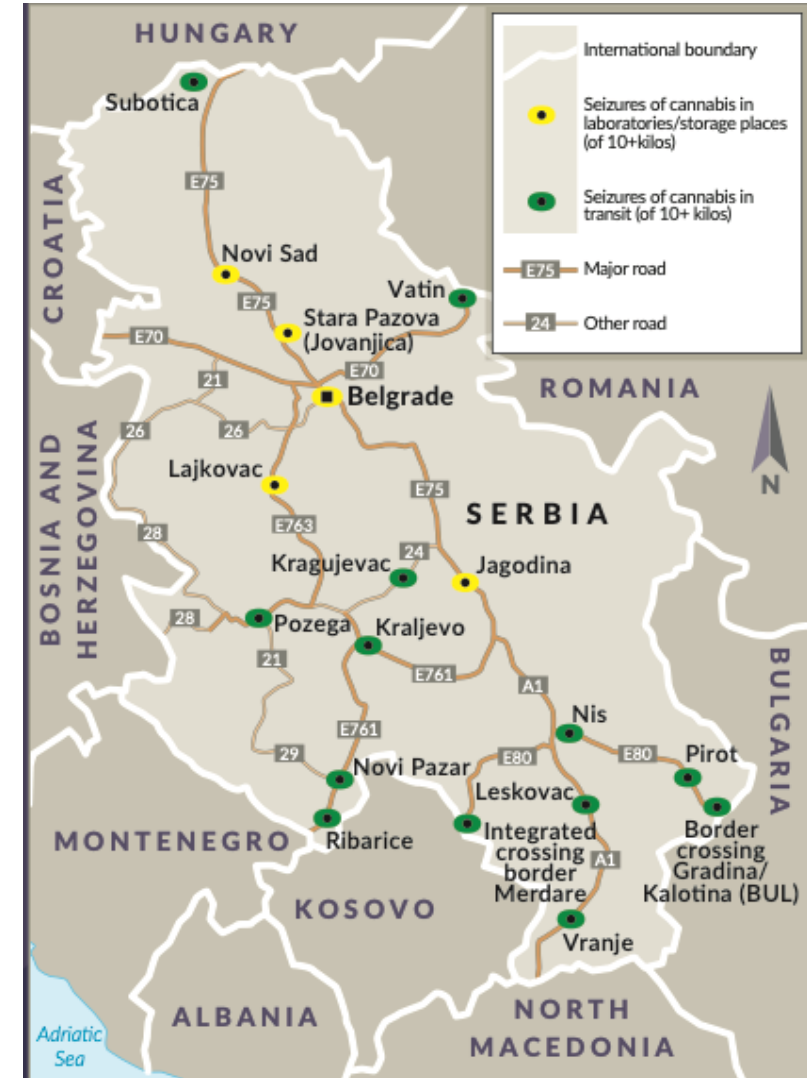 HUNGARY
Subotica
E75
CROATIA
Novi Sad
E75
Stara Pazova
(Jovanjica)
Vatin
E70
E70
21
Belgrade
26
26
ROMANIA
N
BOSNIA AND
HERZEGOVINA
Lajkovac
E75
SERBIA
E763
28
24
Kragujevac
Jagodina
28
Pozega
Kraljevo
21
E761
A1
BULGARIA
E761
Nis
29
E80
E80
Pirot
Novi Pazar
Leskovac
Ribarice
MONTENEGRO
Integrated
crossing
border
Merdare
A1
Border
crossing
Gradina/
Kalotina (BUL)
KOSOVO
Vranje
ALBANIA
NORTH
MACEDONIA
Adriatic
Sea
International boundary
Seizures of cannabis in
laboratories/storage places
(of 10+kilos)
Seizures of cannabis in
transit (of 10+ kilos)
E75
Major road
24
Other road